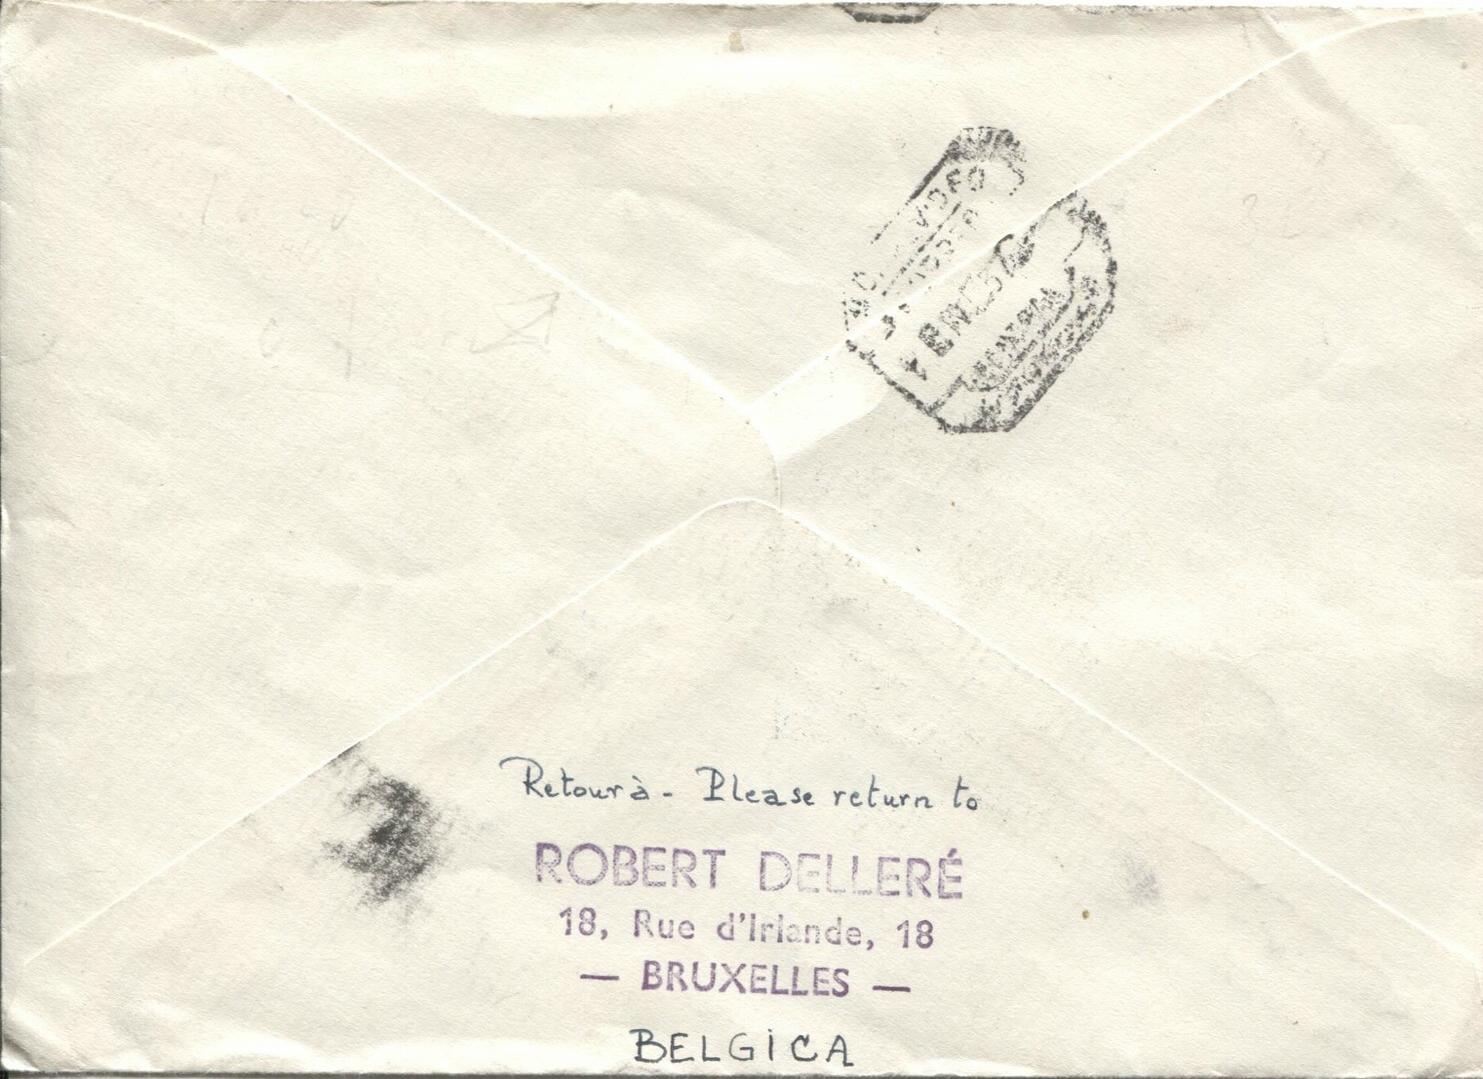 Retour à - Please return to
ROBERT DELLERÉ
18, Rue d'Irlande, 18
— BRUXELLES —
BELGICA